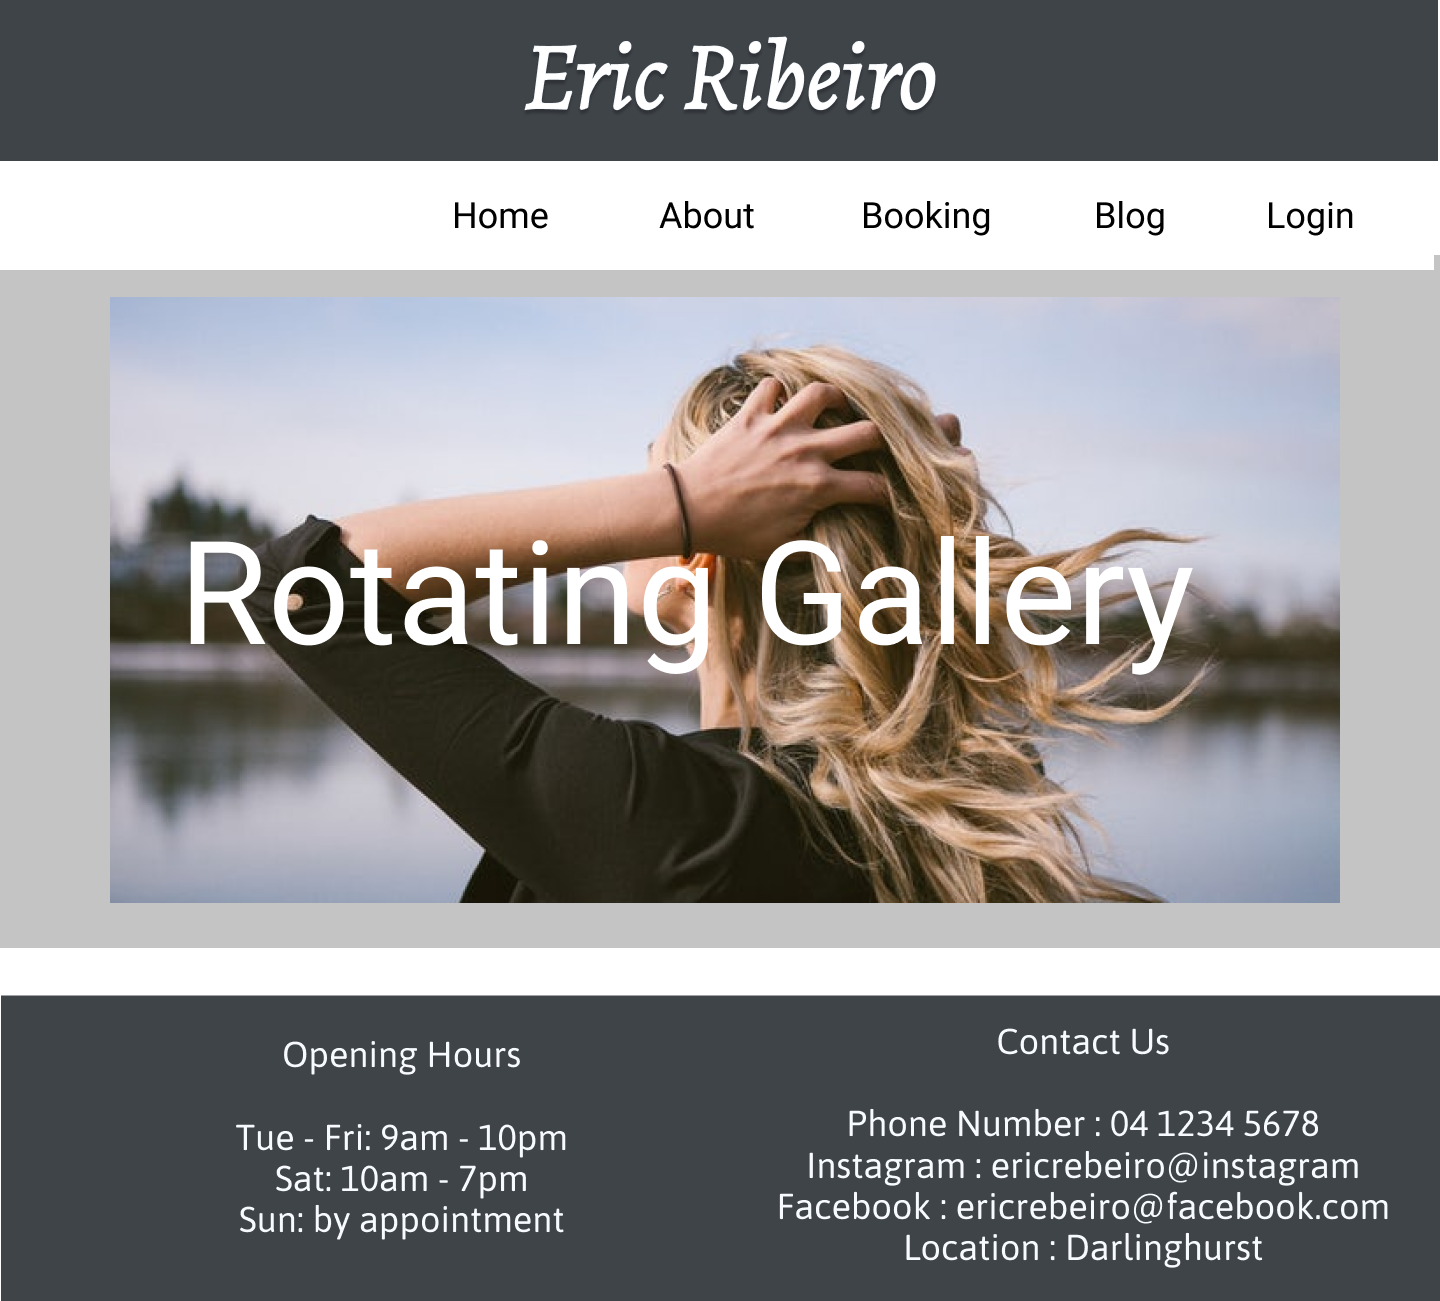 Eric Ribeiro
Home About Booking Blog Login
Rotating Gallery
Opening Hours
Tue - Fri: 9am - 10pm
Sat: 10am - 7pm
Sun: by appointment
Contact Us
Phone Number : 04 1234 5678
Instagram : ericrebeiro@instagram
Facebook : ericrebeiro@facebook.com
Location : Darlinghurst